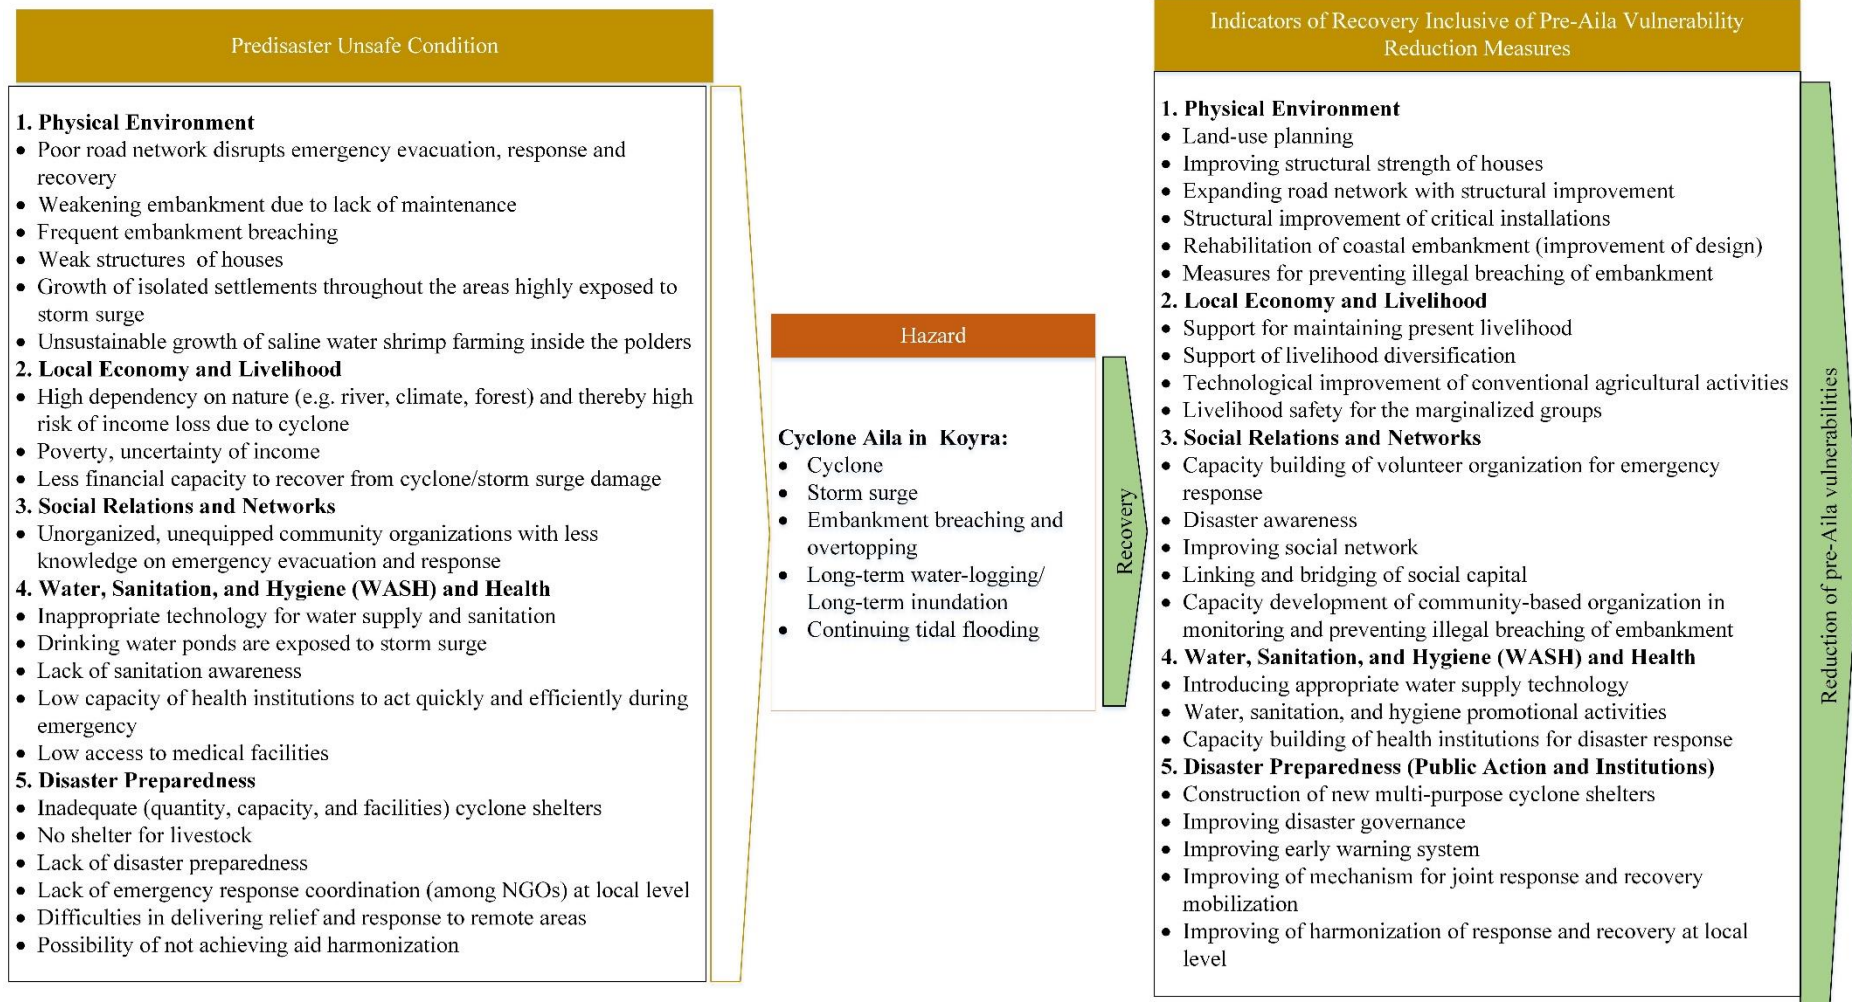 Predisaster Unsafe Condition
1. Physical Environment
• Poor road network disrupts emergency evacuation, response and
recovery
• Weakening embankment due to lack of maintenance
• Frequent embankment breaching
• Weak structures of houses
• Growth of isolated settlements throughout the areas highly exposed to
storm surge
• Unsustainable growth of saline water shrimp farming inside the polders
2. Local Economy and Livelihood
• High dependency on nature (e.g. river, climate, forest) and thereby high
risk of income loss due to cyclone
• Poverty, uncertainty of income
• Less financial capacity to recover from cyclone/storm surge damage
3. Social Relations and Networks
• Unorganized, unequipped community organizations with less
knowledge on emergency evacuation and response
4. Water, Sanitation, and Hygiene (WASH) and Health
• Inappropriate technology for water supply and sanitation
• Drinking water ponds are exposed to storm surge
• Lack of sanitation awareness
• Low capacity of health institutions to act quickly and efficiently during
emergency
• Low access to medical facilities
5. Disaster Preparedness
• Inadequate (quantity, capacity, and facilities) cyclone shelters
• No shelter for livestock
• Lack of disaster preparedness
• Lack of emergency response coordination (among NGOs) at local level
• Difficulties in delivering relief and response to remote areas
• Possibility of not achieving aid harmonization
Hazard
Cyclone Aila in Koyra:
• Cyclone
• Storm surge
• Embankment breaching and
overtopping
• Long-term water-logging/
Long-term inundation
• Continuing tidal flooding
Recovery
Indicators of Recovery Inclusive of Pre-Aila Vulnerability
Reduction Measures
1. Physical Environment
• Land-use planning
• Improving structural strength of houses
• Expanding road network with structural improvement
• Structural improvement of critical installations
• Rehabilitation of coastal embankment (improvement of design)
• Measures for preventing illegal breaching of embankment
2. Local Economy and Livelihood
• Support for maintaining present livelihood
• Support of livelihood diversification
• Technological improvement of conventional agricultural activities
• Livelihood safety for the marginalized groups
3. Social Relations and Networks
• Capacity building of volunteer organization for emergency
response
• Disaster awareness
• Improving social network
• Linking and bridging of social capital
• Capacity development of community-based organization in
monitoring and preventing illegal breaching of embankment
4. Water, Sanitation, and Hygiene (WASH) and Health
• Introducing appropriate water supply technology
• Water, sanitation, and hygiene promotional activities
• Capacity building of health institutions for disaster response
5. Disaster Preparedness (Public Action and Institutions)
• Construction of new multi-purpose cyclone shelters
• Improving disaster governance
• Improving early warning system
• Improving of mechanism for joint response and recovery
mobilization
• Improving of harmonization of response and recovery at local
level
Reduction of pre-Aila vulnerabilities